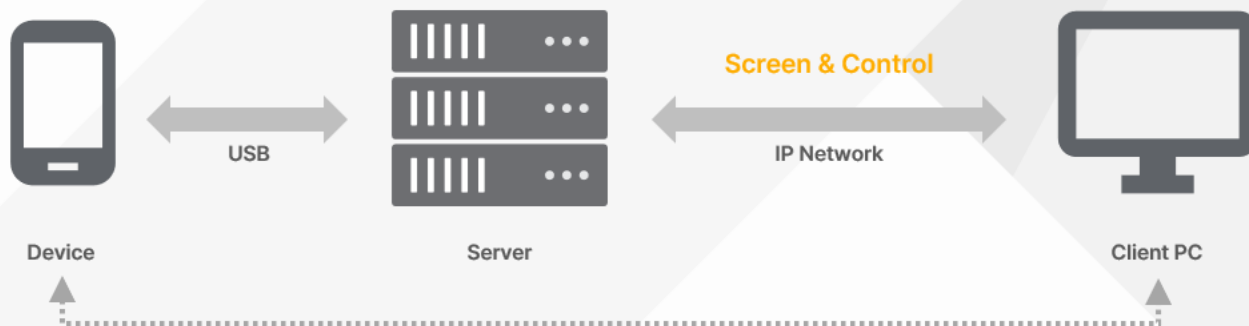 Screen & Control
USB
IP Network
Device
Server
Client PC